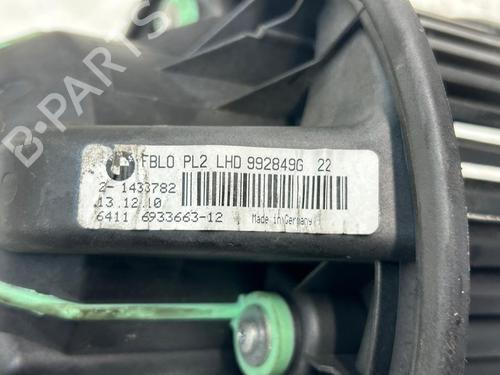 FBLO PL2 LHD 992849G 22
2-1433782
13.12.10
6411 6933663-12 Made in Germany
B-PARTS